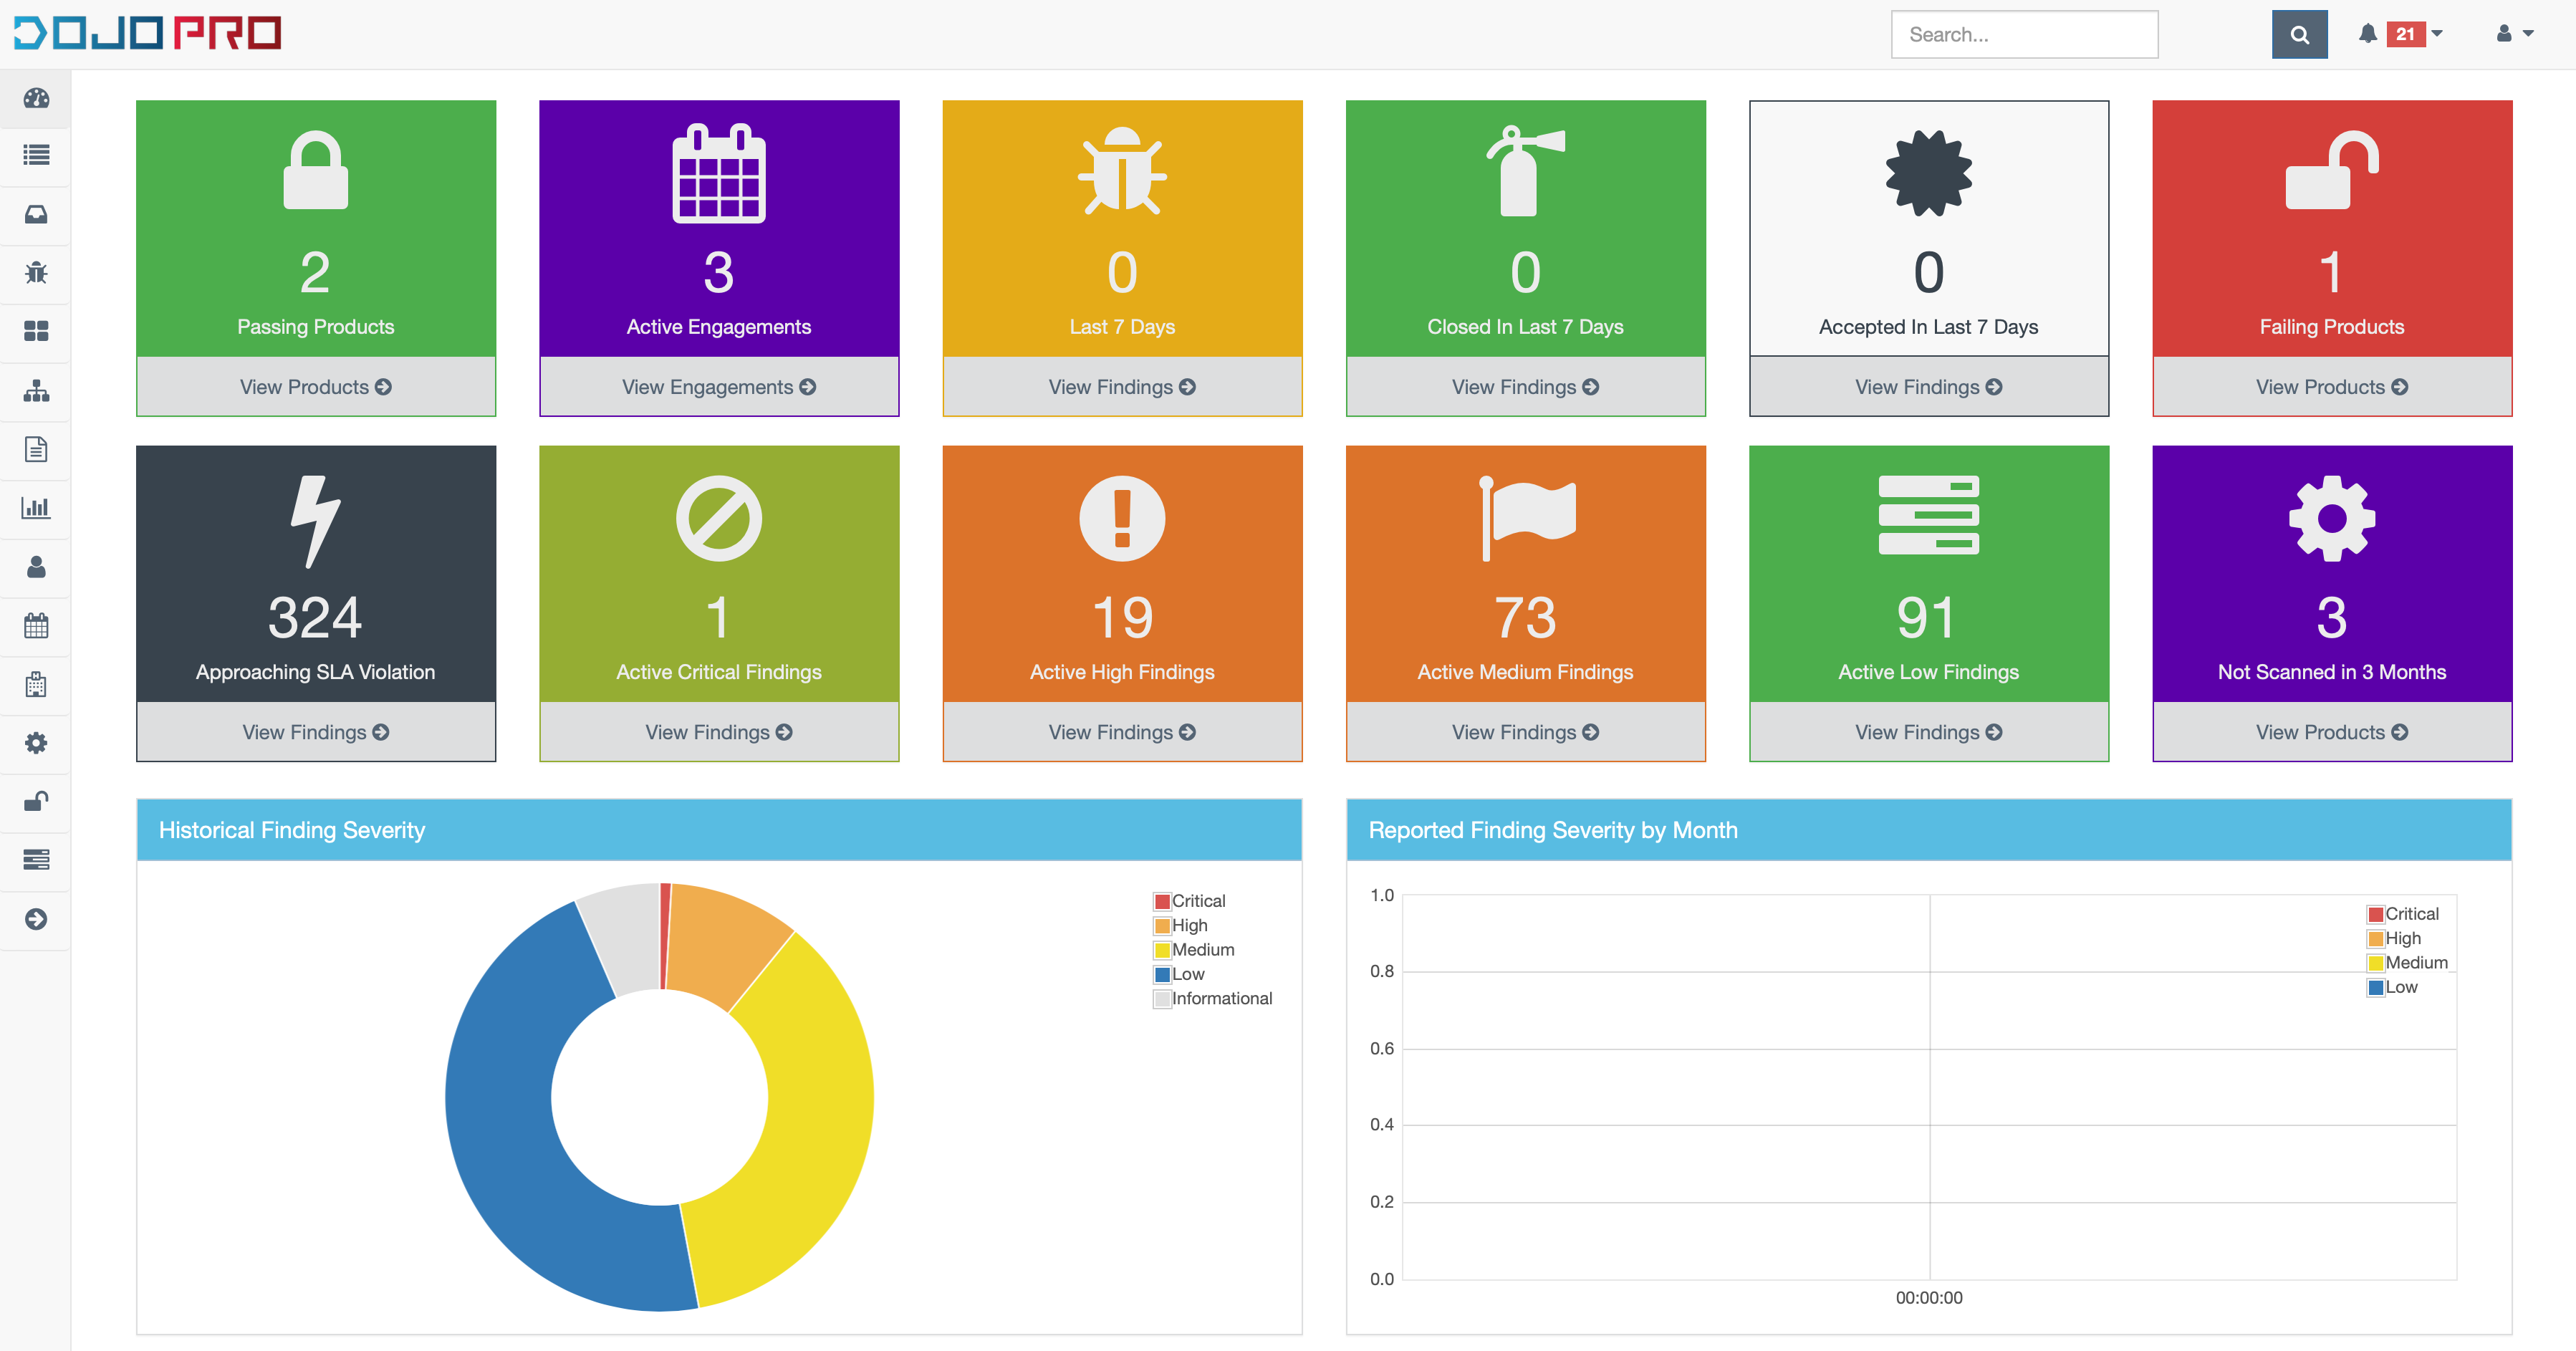 DOJO PRO
Search...
21
2
Passing Products
View Products
3
Active Engagements
View Engagements
0
Last 7 Days
View Findings
0
Closed In Last 7 Days
View Findings
0
Accepted In Last 7 Days
View Findings
1
Failing Products
View Products
324
Approaching SLA Violation
View Findings
1
Active Critical Findings
View Findings
19
Active High Findings
View Findings
73
Active Medium Findings
View Findings
91
Active Low Findings
View Findings
3
Not Scanned in 3 Months
View Products
Historical Finding Severity
Critical
High
Medium
Low
Informational
Reported Finding Severity by Month
1.0
0.8
0.6
0.4
0.2
0.0
00:00:00
Critical
High
Medium
Low